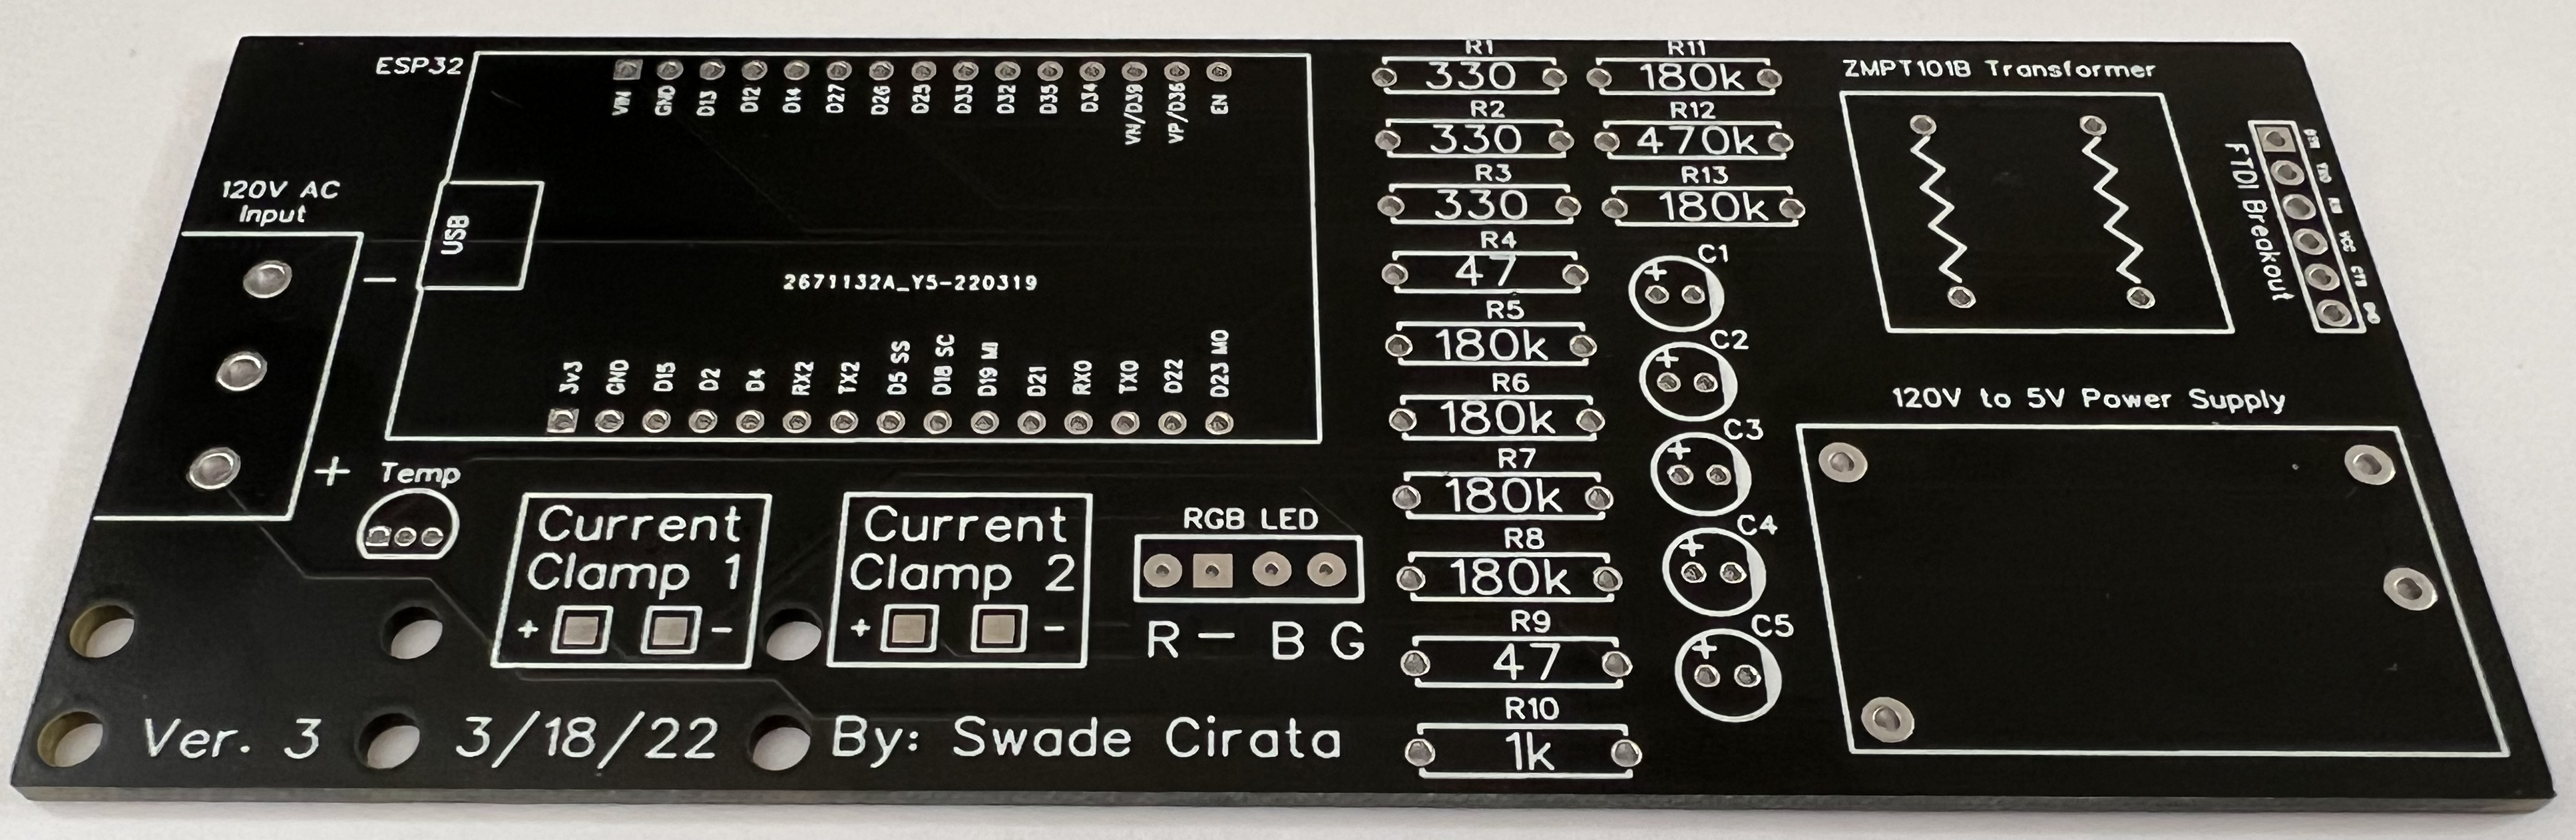 ESP32
VIN
GND
D13
D12
D14
D27
D26
D25
D33
D32
D35
D34
VN/D39
VP/D36
EN
120V AC
Input
-
+
USB
2671132A_Y5-220319
3v3
GND
D15
D2
D4
RX2
TX2
D5 SS
D18 SC
D19 MI
D21
RX0
TX0
D22
D23 MO
Temp
Current
Clamp 1
+ -
Current
Clamp 2
+ -
RGB LED
R - B G
Ver. 3 3/18/22 By: Swade Cirata
R1
330
R2
330
R3
330
R4
47
R5
180k
R6
180k
R7
180k
R8
180k
R9
47
R10
1k
R11
180k
R12
470k
R13
180k
C1
+
C2
+
C3
+
C4
+
C5
+
ZMPT101B Transformer
FTDI Breakout
VCC
120V to 5V Power Supply